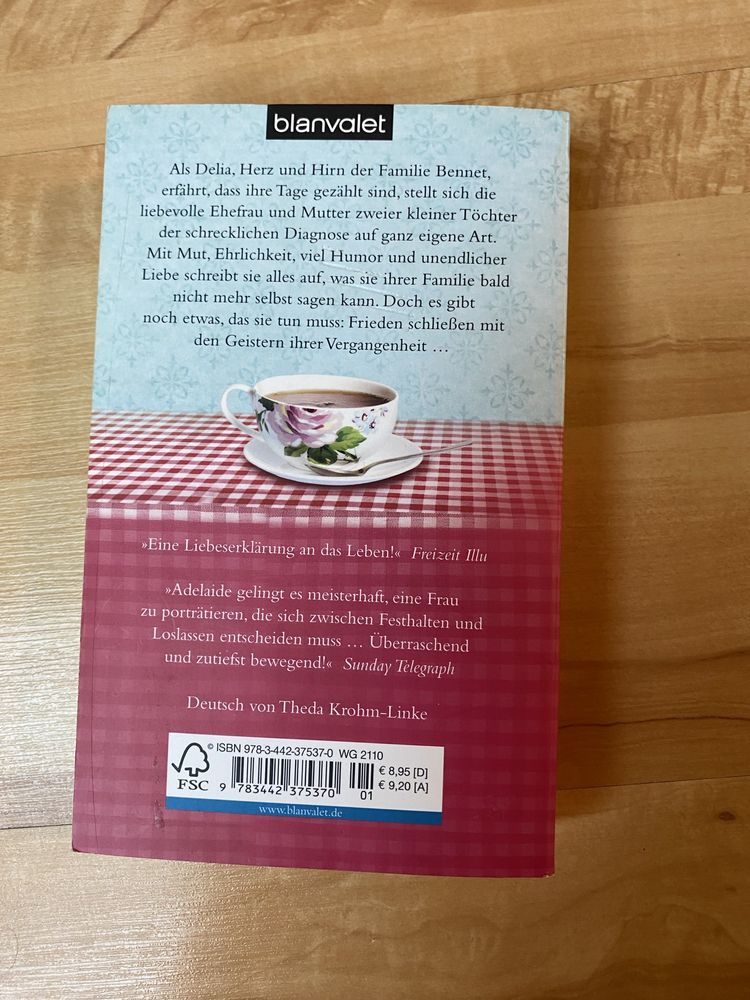 blanvalet
Als Delia, Herz und Hirn der Familie Bennet,
erfährt, dass ihre Tage gezählt sind, stellt sich die
liebevolle Ehefrau und Mutter zweier kleiner Töchter
der schrecklichen Diagnose auf ganz eigene Art.
Mit Mut, Ehrlichkeit, viel Humor und unendlicher
Liebe schreibt sie alles auf, was sie ihrer Familie bald
nicht mehr selbst sagen kann. Doch es gibt
noch etwas, das sie tun muss: Frieden schließen mit
den Geistern ihrer Vergangenheit …
»Eine Liebeserklärung an das Leben!« Freizeit Illu
»Adelaide gelingt es meisterhaft, eine Frau
zu porträtieren, die sich zwischen Festhalten und
Loslassen entscheiden muss … Überraschend
und zutiefst bewegend!« Sunday Telegraph
Deutsch von Theda Krohm-Linke
© ISBN 978-3-442-37537-0 WG 2110
€ 8,95 [D]
€ 9,20 [A]
FSC
9 783442 375370
01
www.blanvalet.de